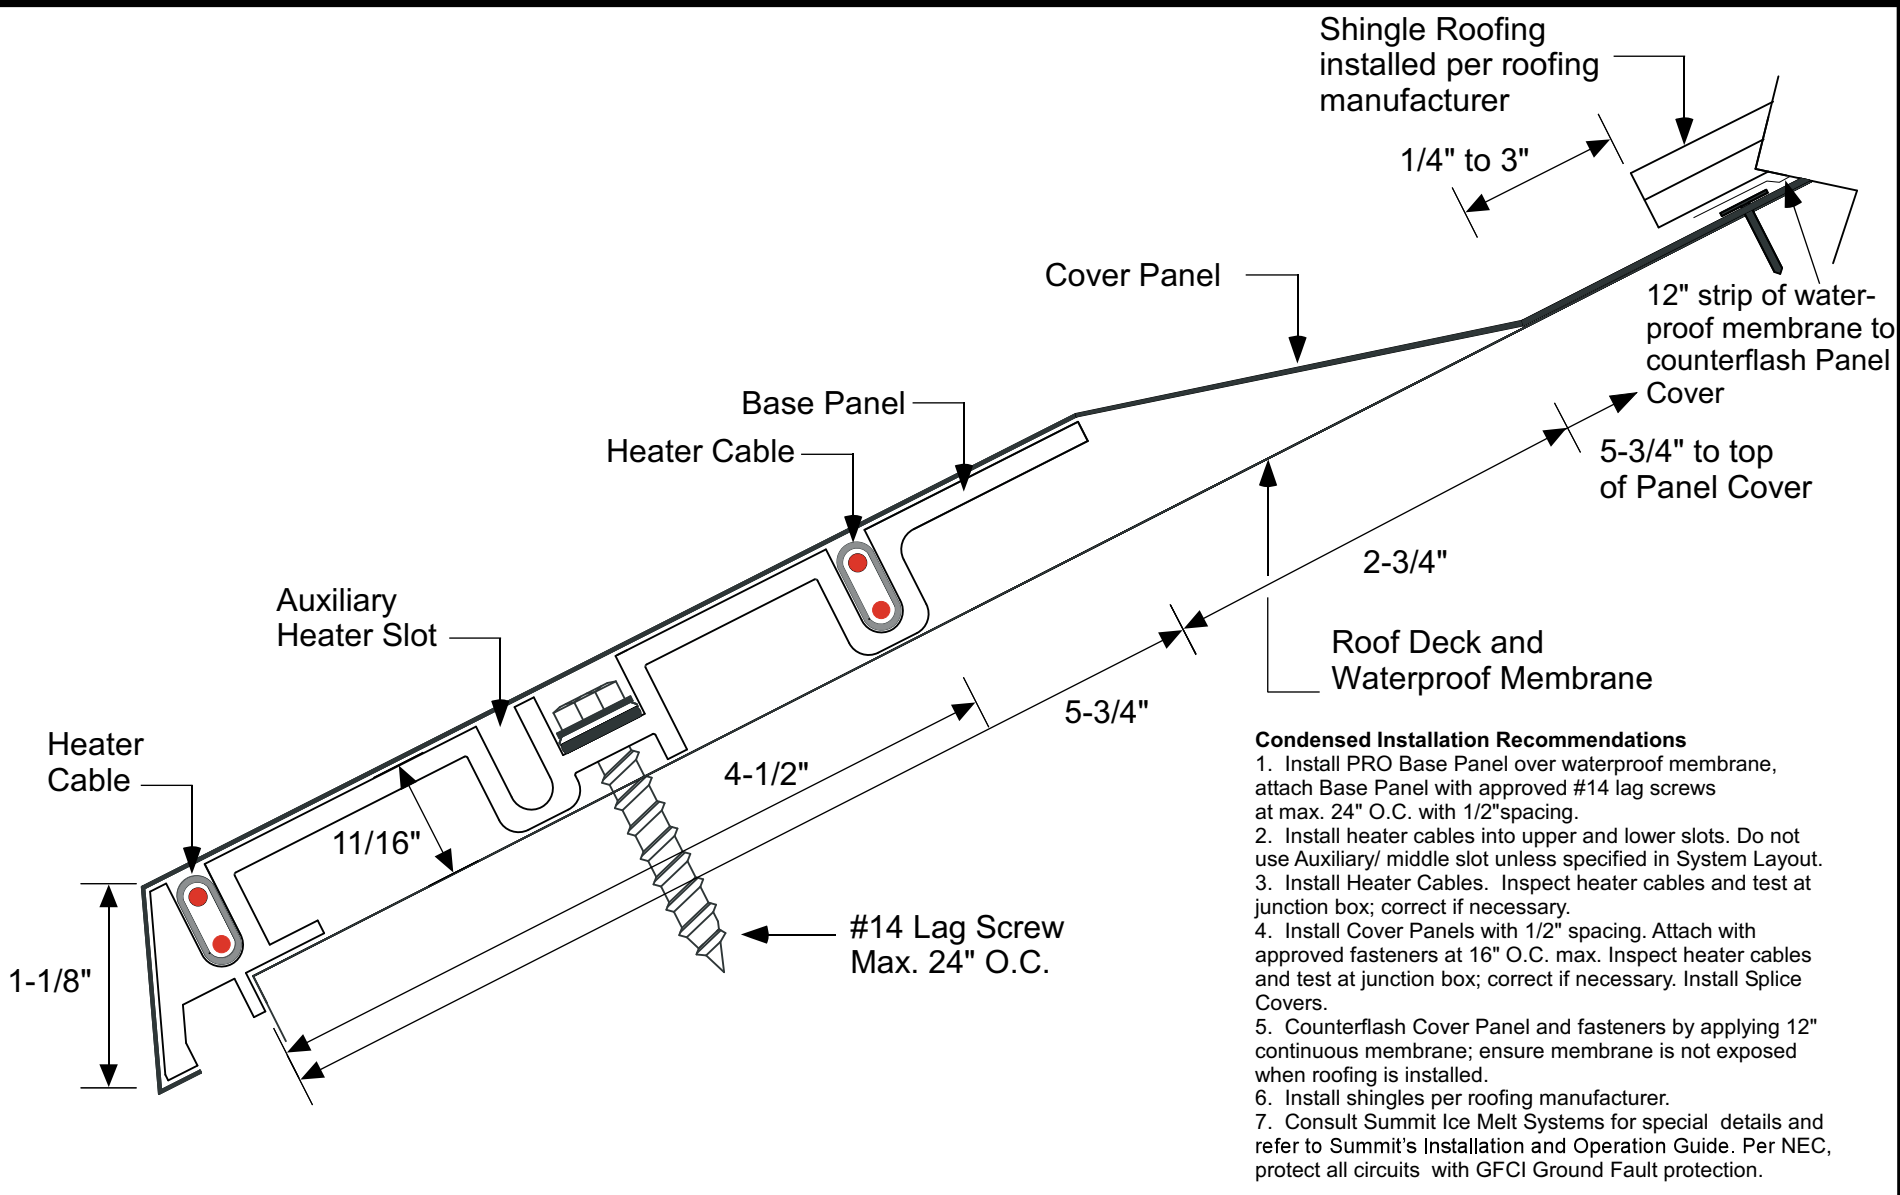 Shingle Roofing
installed per roofing
manufacturer
1/4" to 3"
Cover Panel
12" strip of water-
proof membrane to
counterflash Panel
Cover
Base Panel
Heater Cable
5-3/4" to top
of Panel Cover
2-3/4"
Auxiliary
Heater Slot
Roof Deck and
Waterproof Membrane
5-3/4"
Heater
Cable
4-1/2"
11/16"
#14 Lag Screw
Max. 24" O.C.
1-1/8"
Condensed Installation Recommendations
1. Install PRO Base Panel over waterproof membrane,
attach Base Panel with approved #14 lag screws
at max. 24" O.C. with 1/2"spacing.
2. Install heater cables into upper and lower slots. Do not
use Auxiliary/ middle slot unless specified in System Layout.
3. Install Heater Cables. Inspect heater cables and test at
junction box; correct if necessary.
4. Install Cover Panels with 1/2" spacing. Attach with
approved fasteners at 16" O.C. max. Inspect heater cables
and test at junction box; correct if necessary. Install Splice
Covers.
5. Counterflash Cover Panel and fasteners by applying 12"
continuous membrane; ensure membrane is not exposed
when roofing is installed.
6. Install shingles per roofing manufacturer.
7. Consult Summit Ice Melt Systems for special details and
refer to Summit's Installation and Operation Guide. Per NEC,
protect all circuits with GFCI Ground Fault protection.